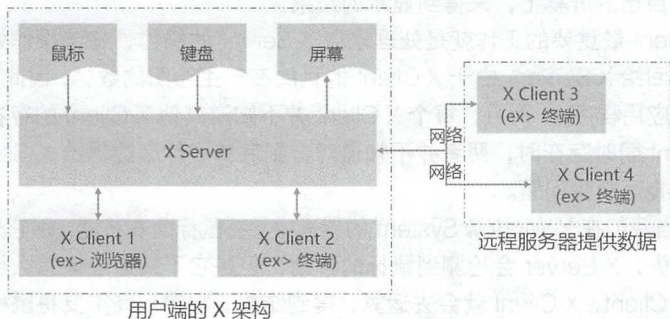 鼠标
键盘
屏幕
X Server
X Client 1
(ex> 浏览器)
X Client 2
(ex> 终端)
用户端的 X 架构
网络
网络
X Client 3
(ex> 终端)
X Client 4
(ex> 终端)
远程服务器提供数据